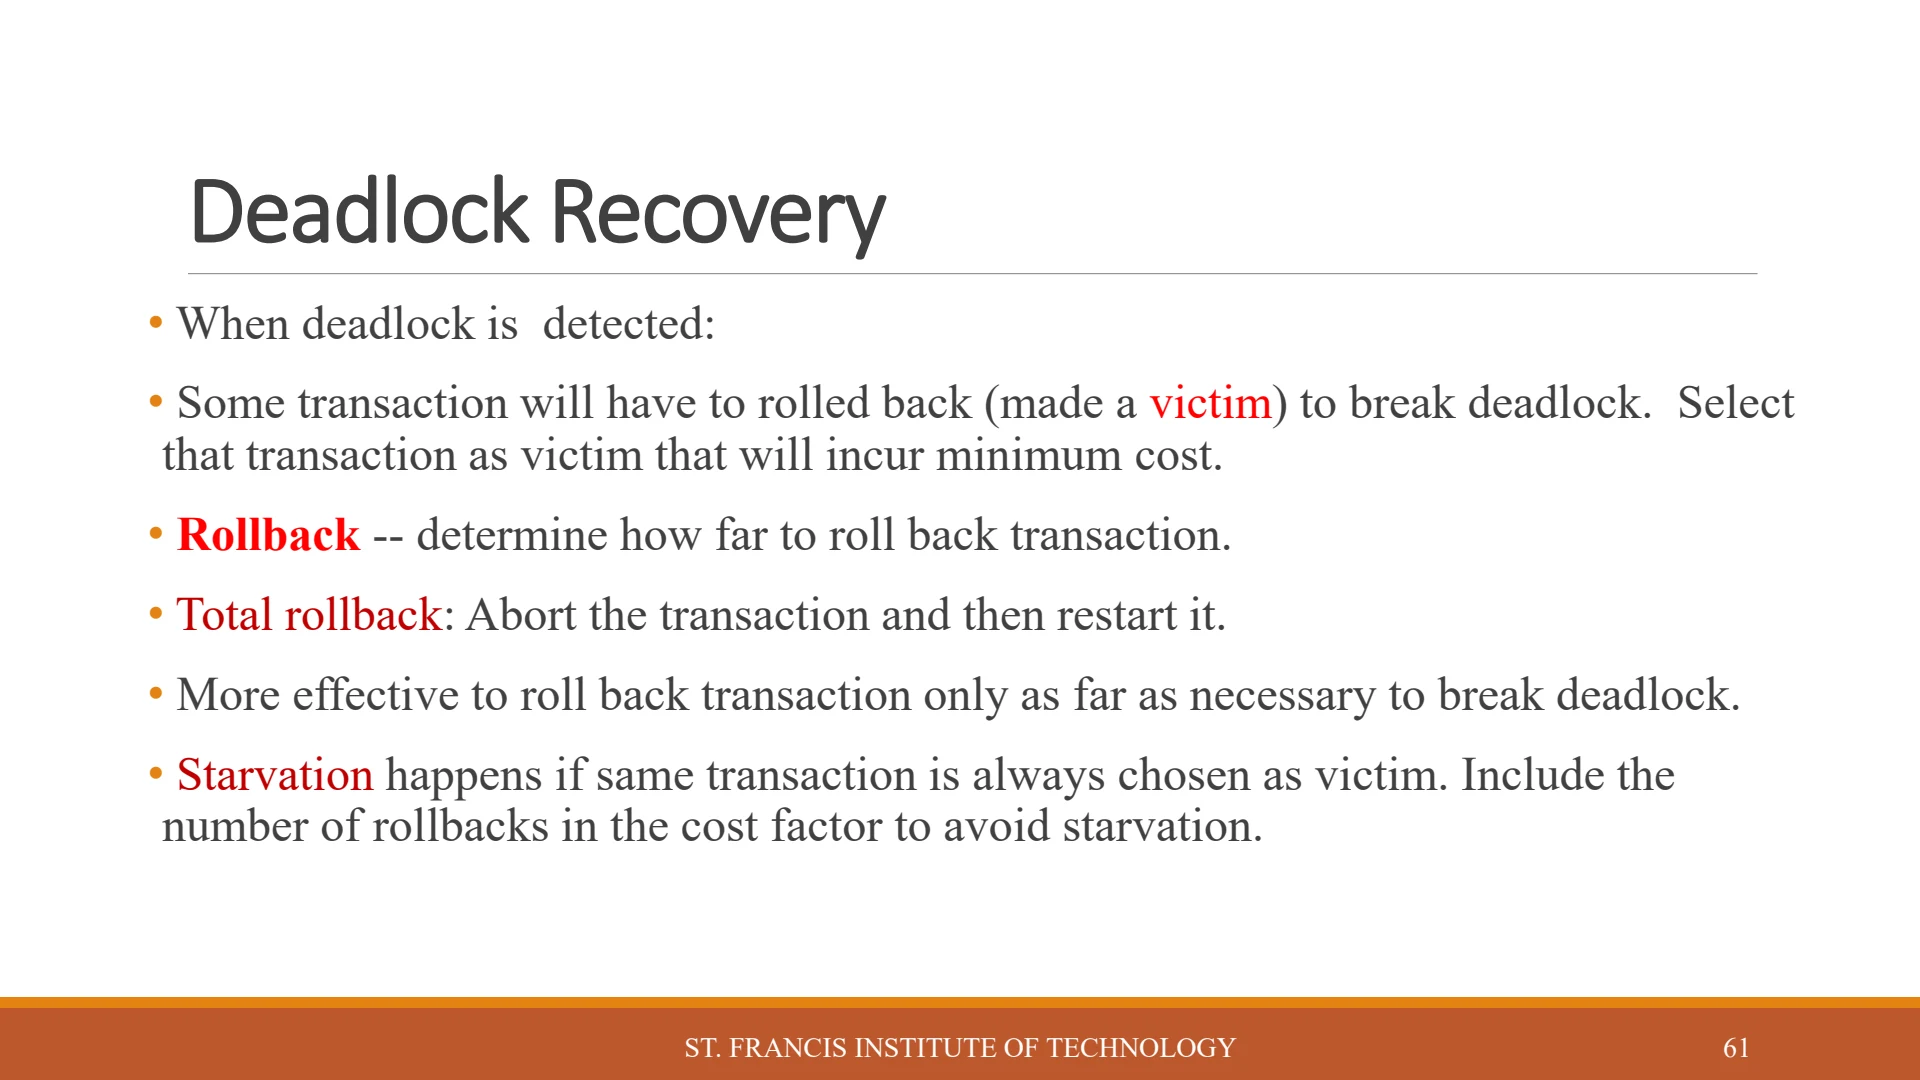 Deadlock Recovery
• When deadlock is  detected:
• Some transaction will have to rolled back (made a victim) to break deadlock.  Select
that transaction as victim that will incur minimum cost.
• Rollback -- determine how far to roll back transaction.
• Total rollback: Abort the transaction and then restart it.
• More effective to roll back transaction only as far as necessary to break deadlock.
• Starvation happens if same transaction is always chosen as victim. Include the
number of rollbacks in the cost factor to avoid starvation.
ST. FRANCIS INSTITUTE OF TECHNOLOGY
61